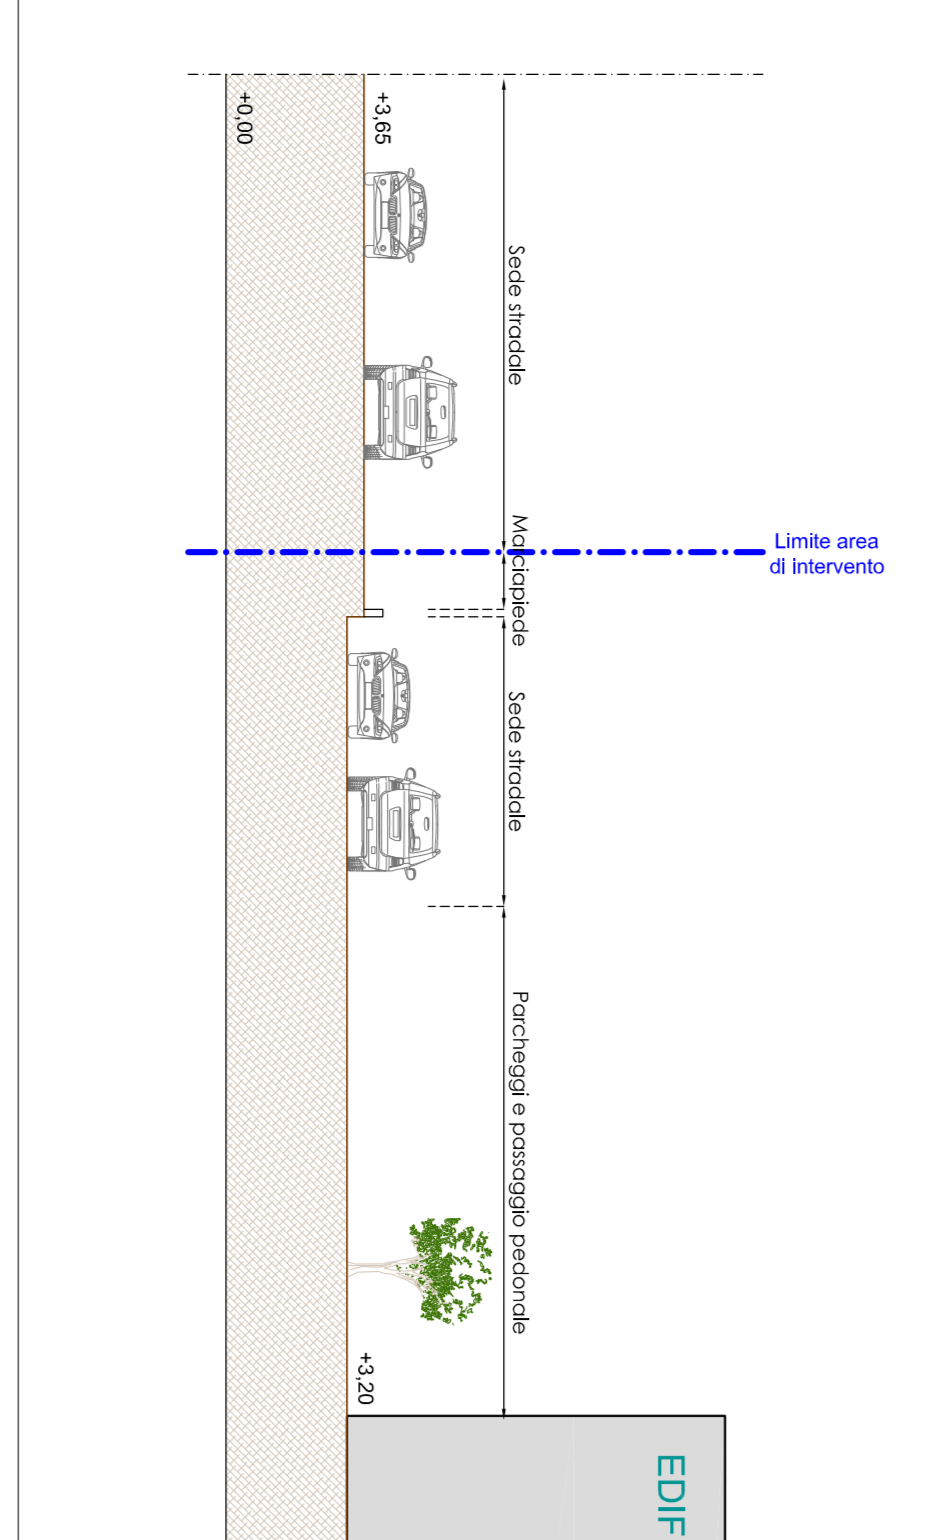 +0,00
+3,65
Sede stradale
Marciapiede
Limite area
di intervento
Sede stradale
Parcheggi e passaggio pedonale
+3,20
EDIF